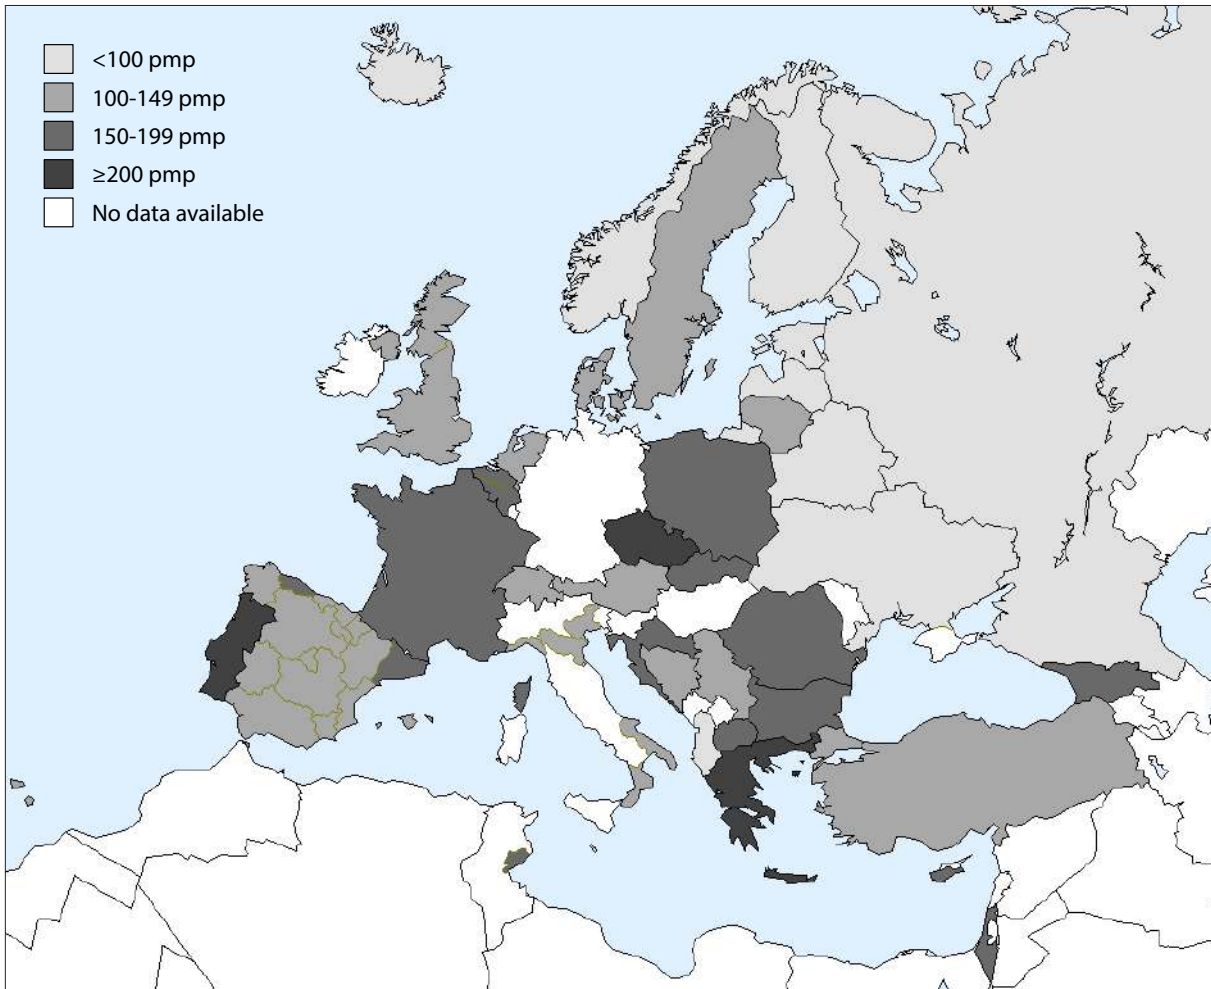 <100 pmp
100-149 pmp
150-199 pmp
≥200 pmp
No data available